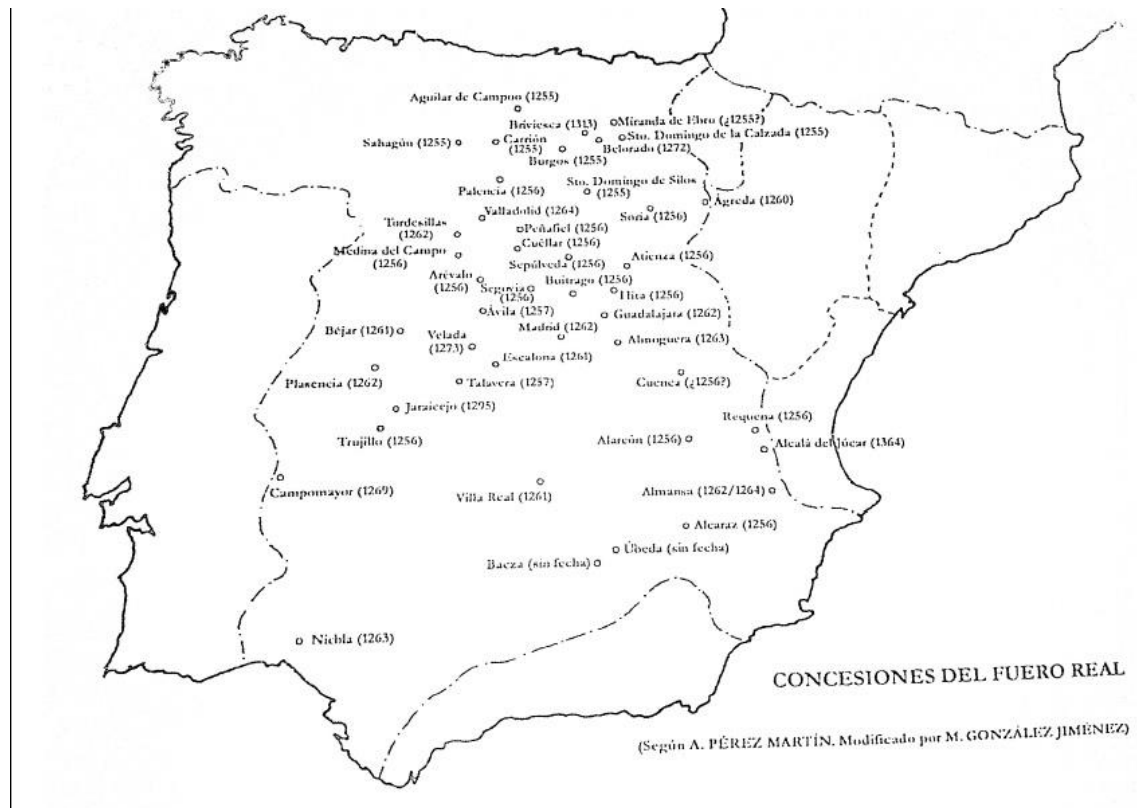 Aguilar de Campoo (1255)
Miranda de Ebro (¿1255?)
Briviesca (1313)
Sto. Domingo de la Calzada (1255)
Sahagún (1255)
Carrión
(1255)
Belorado (1272)
Burgos (1255)
Palencia (1256)
Sto. Domingo de Silos
(1255)
Ágreda (1260)
Valladolid (1264)
Soria (1256)
Tordesillas
(1262)
Peñafiel (1256)
Cuéllar (1256)
Medina del Campo
(1256)
Sepúlveda (1256)
Atienza (1256)
Arévalo
(1256)
Segovia
(1256)
Buitrago (1256)
Hita (1256)
Ávila (1257)
Guadalajara (1262)
Madrid (1262)
Béjar (1261)
Velada
(1273)
Almoguera (1263)
Escalona (1261)
Plasencia (1262)
Talavera (1257)
Cuenca (¿1256?)
Jaraicejo (1295)
Requena (1256)
Trujillo (1256)
Alarcón (1256)
Alcalá del Júcar (1364)
Campomayor (1269)
Villa Real (1261)
Almansa (1262/1264)
Alcaraz (1256)
Úbeda (sin fecha)
Baeza (sin fecha)
Niebla (1263)
CONCESIONES DEL FUERO REAL
(Según A. PÉREZ MARTÍN. Modificado por M. GONZÁLEZ JIMÉNEZ)